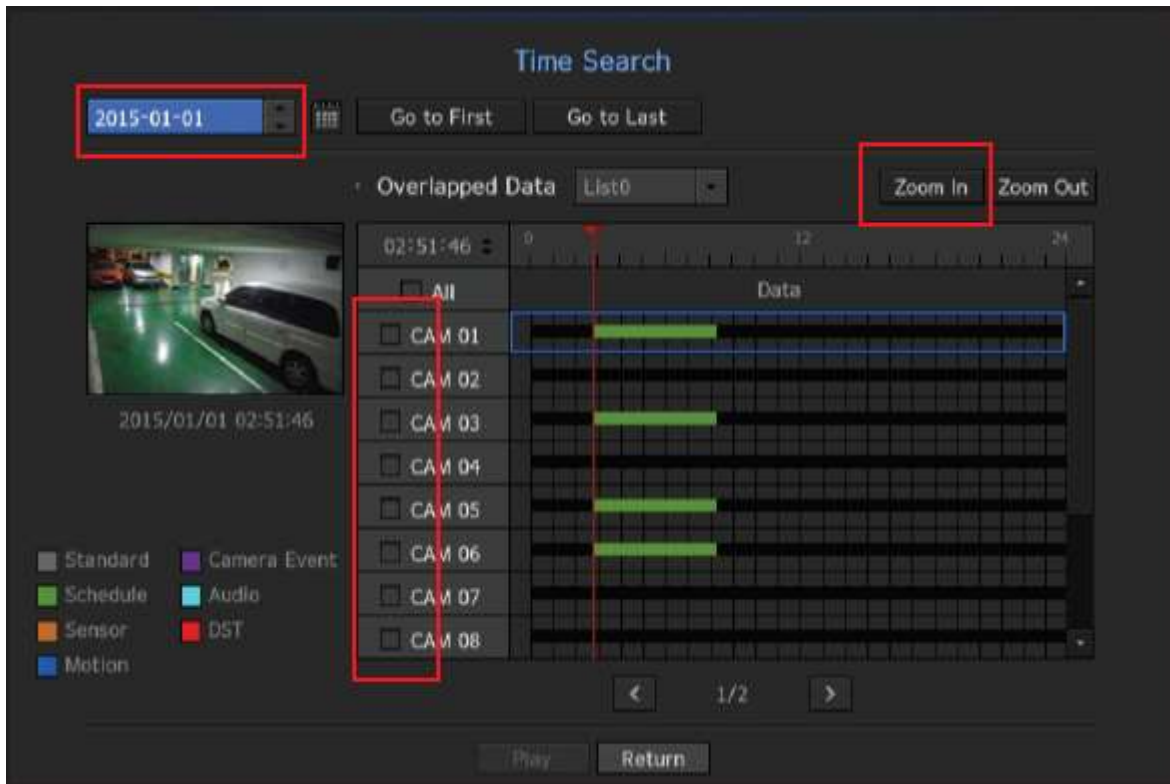 Time Search
2015-01-01 Go to First Go to Last
Overlapped Data List0 Zoom In Zoom Out
02:51:46 0 12 24
All Data
CAM 01
CAM 02
2015/01/01 02:51:46
CAM 03
CAM 04
CAM 05
CAM 06
CAM 07
CAM 08
Standard Camera Event
Schedule Audio
Sensor DST
Motion
< 1/2 >
Play Return